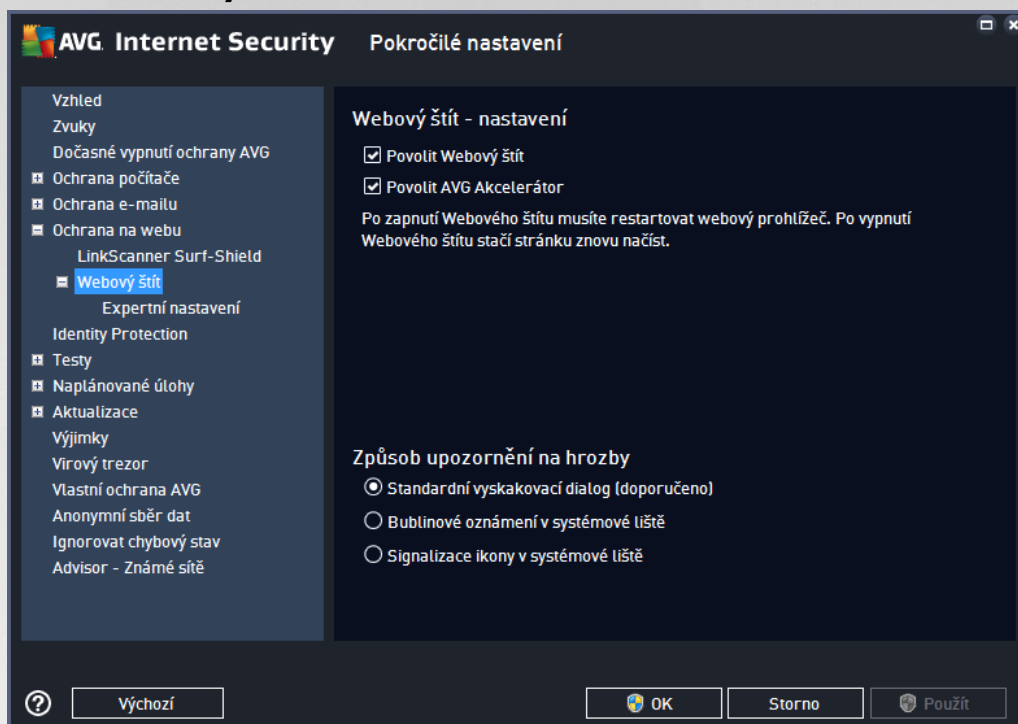 AVG. Internet Security Pokročilé nastavení
Vzhled
Zvuky
Dočasné vypnutí ochrany AVG
Ochrana počítače
Ochrana e-mailu
Ochrana na webu
LinkScanner Surf-Shield
Webový štít
Expertní nastavení
Identity Protection
Testy
Naplánované úlohy
Aktualizace
Výjimky
Virový trezor
Vlastní ochrana AVG
Anonymní sběr dat
Ignorovat chybový stav
Advisor - Známé sítě
Webový štít - nastavení
Povolit Webový štít
Povolit AVG Akcelerátor
Po zapnutí Webového štítu musíte restartovat webový prohlížeč. Po vypnutí
Webového štítu stačí stránku znovu načíst.
Způsob upozornění na hrozby
Standardní vyskakovací dialog (doporučeno)
Bublinové oznámení v systémové liště
Signalizace ikony v systémové liště
? Výchozí OK Storno Použít